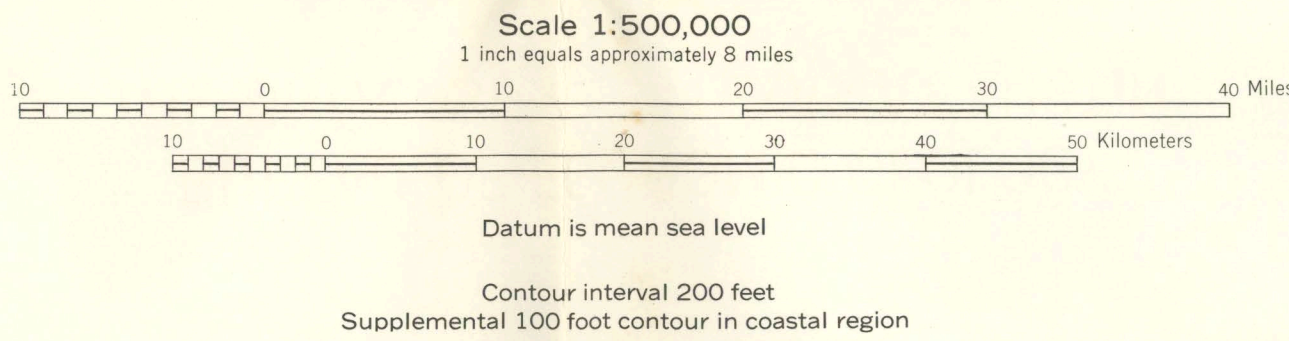 Scale 1:500,000
1 inch equals approximately 8 miles
10 0 10 20 30 40 Miles
10 0 10 20 30 40 50 Kilometers
Datum is mean sea level
Contour interval 200 feet
Supplemental 100 foot contour in coastal region